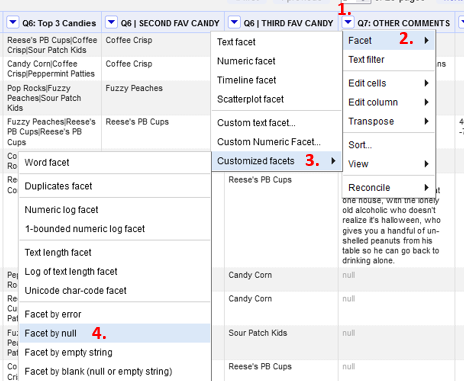 1.
Q6: Top 3 Candies
Q6 | SECOND FAV CANDY
Q6 | THIRD FAV CANDY
Q7: OTHER COMMENTS
Reese's PB Cups|Coffee
Crisp|Sour Patch Kids
Coffee Crisp
Candy Corn|Coffee
Crisp|Peppermint Patties
Coffee Crisp
Pop Rocks|Fuzzy
Peaches|Sour Patch
Kids
Fuzzy Peaches
Fuzzy Peaches|Reese's
PB Cups|Reese's PB
Cups
Reese's PB Cups
Text facet
Numeric facet
Timeline facet
Scatterplot facet
Custom text facet...
Custom Numeric Facet...
Customized facets
3.
Facet
2.
Text filter
Edit cells
Edit column
Transpose
Sort...
View
Reconcile
Word facet
Duplicates facet
Numeric log facet
1-bounded numeric log facet
Text length facet
Log of text length facet
Unicode char-code facet
Facet by error
Facet by null
4.
Facet by empty string
Facet by blank (null or empty string)
Reese's PB Cups
one house, with the lonely
old alcoholic who doesn't
realize it's halloween, who
gives you a handful of un-
shelled peanuts from his
table so he can go back to
drinking alone.
Candy Corn
null
Candy Corn
null
Sour Patch Kids
null
Reese's PB Cups
null